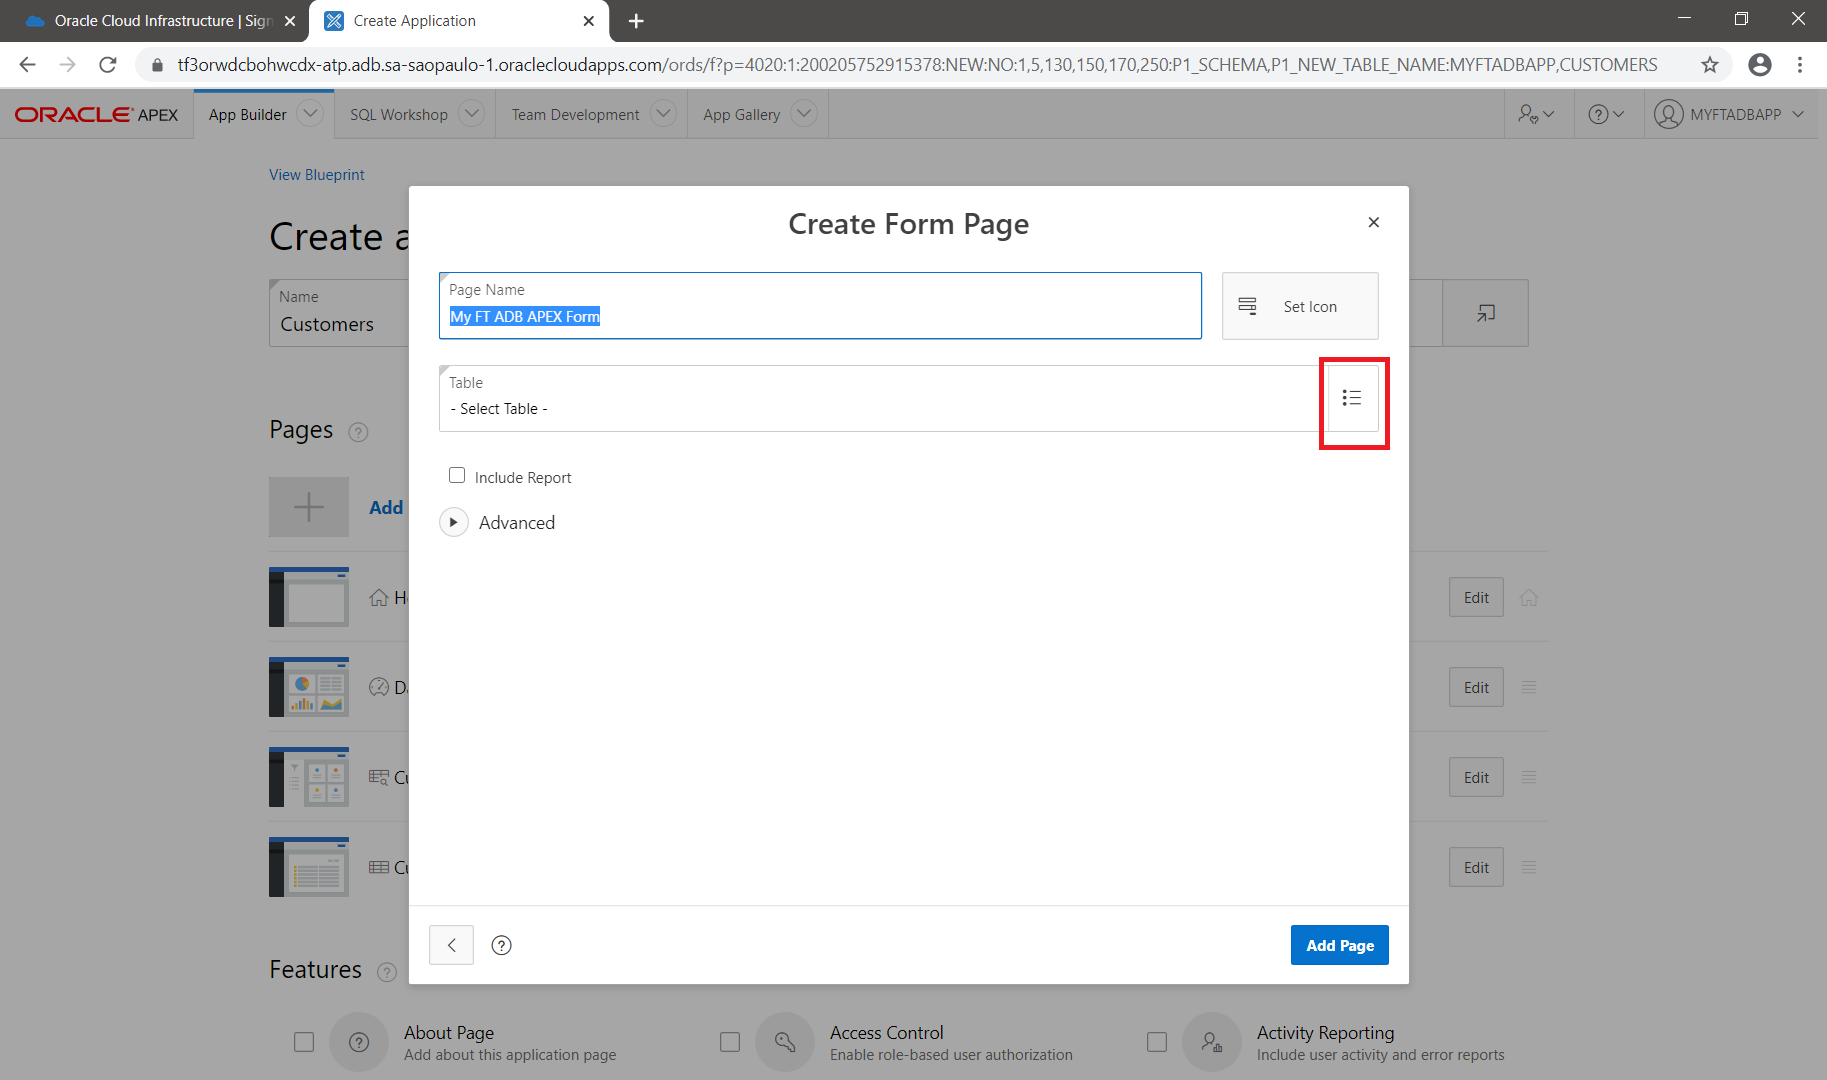 Oracle Cloud Infrastructure | Sign
Create Application
tf3orwdcbohwcdx-atp.adb.sa-saopaulo-1.oraclecloudapps.com/ords/f?p=4020:1:200205752915378:NEW:NO:1,5,130,150,170,250:P1_SCHEMA,P1_NEW_TABLE_NAME:MYFTADBAPP,CUSTOMERS
ORACLE APEX
App Builder
SQL Workshop
Team Development
App Gallery
MYFTADBAPP
View Blueprint
Create a
Create Form Page
Name
Customers
Page Name
My FT ADB APEX Form
Set Icon
Table
- Select Table -
Pages
Include Report
Add
Advanced
H
Edit
D
Edit
Cu
Edit
Cu
Edit
Add Page
Features
About Page
Add about this application page
Access Control
Enable role-based user authorization
Activity Reporting
Include user activity and error reports